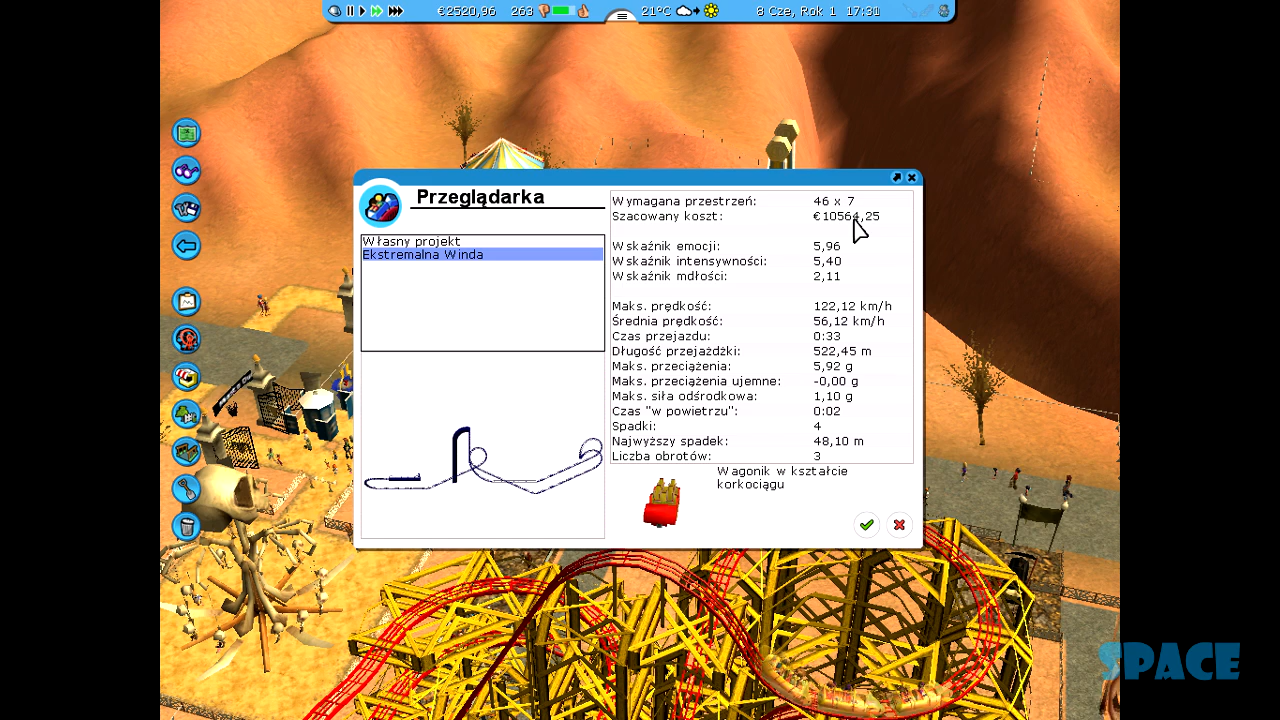 €2520,96 263 21°C 8 Cze, Rok 1 17:31
Przeglądarka
Własny projekt
Ekstremalna Winda
Wymagana przestrzeń: 46 x 7
Szacowany koszt: €10564,25
Wskaźnik emocji: 5,96
Wskaźnik intensywności: 5,40
Wskaźnik mdłości: 2,11
Maks. prędkość: 122,12 km/h
Średnia prędkość: 56,12 km/h
Czas przejazdu: 0:33
Długość przejażdżki: 522,45 m
Maks. przeciążenia: 5,92 g
Maks. przeciążenia ujemne: -0,00 g
Maks. siła odśrodkowa: 1,10 g
Czas "w powietrzu": 0:02
Spadki: 4
Najwyższy spadek: 48,10 m
Liczba obrotów: 3
Wagonik w kształcie
korkociągu
SPACE